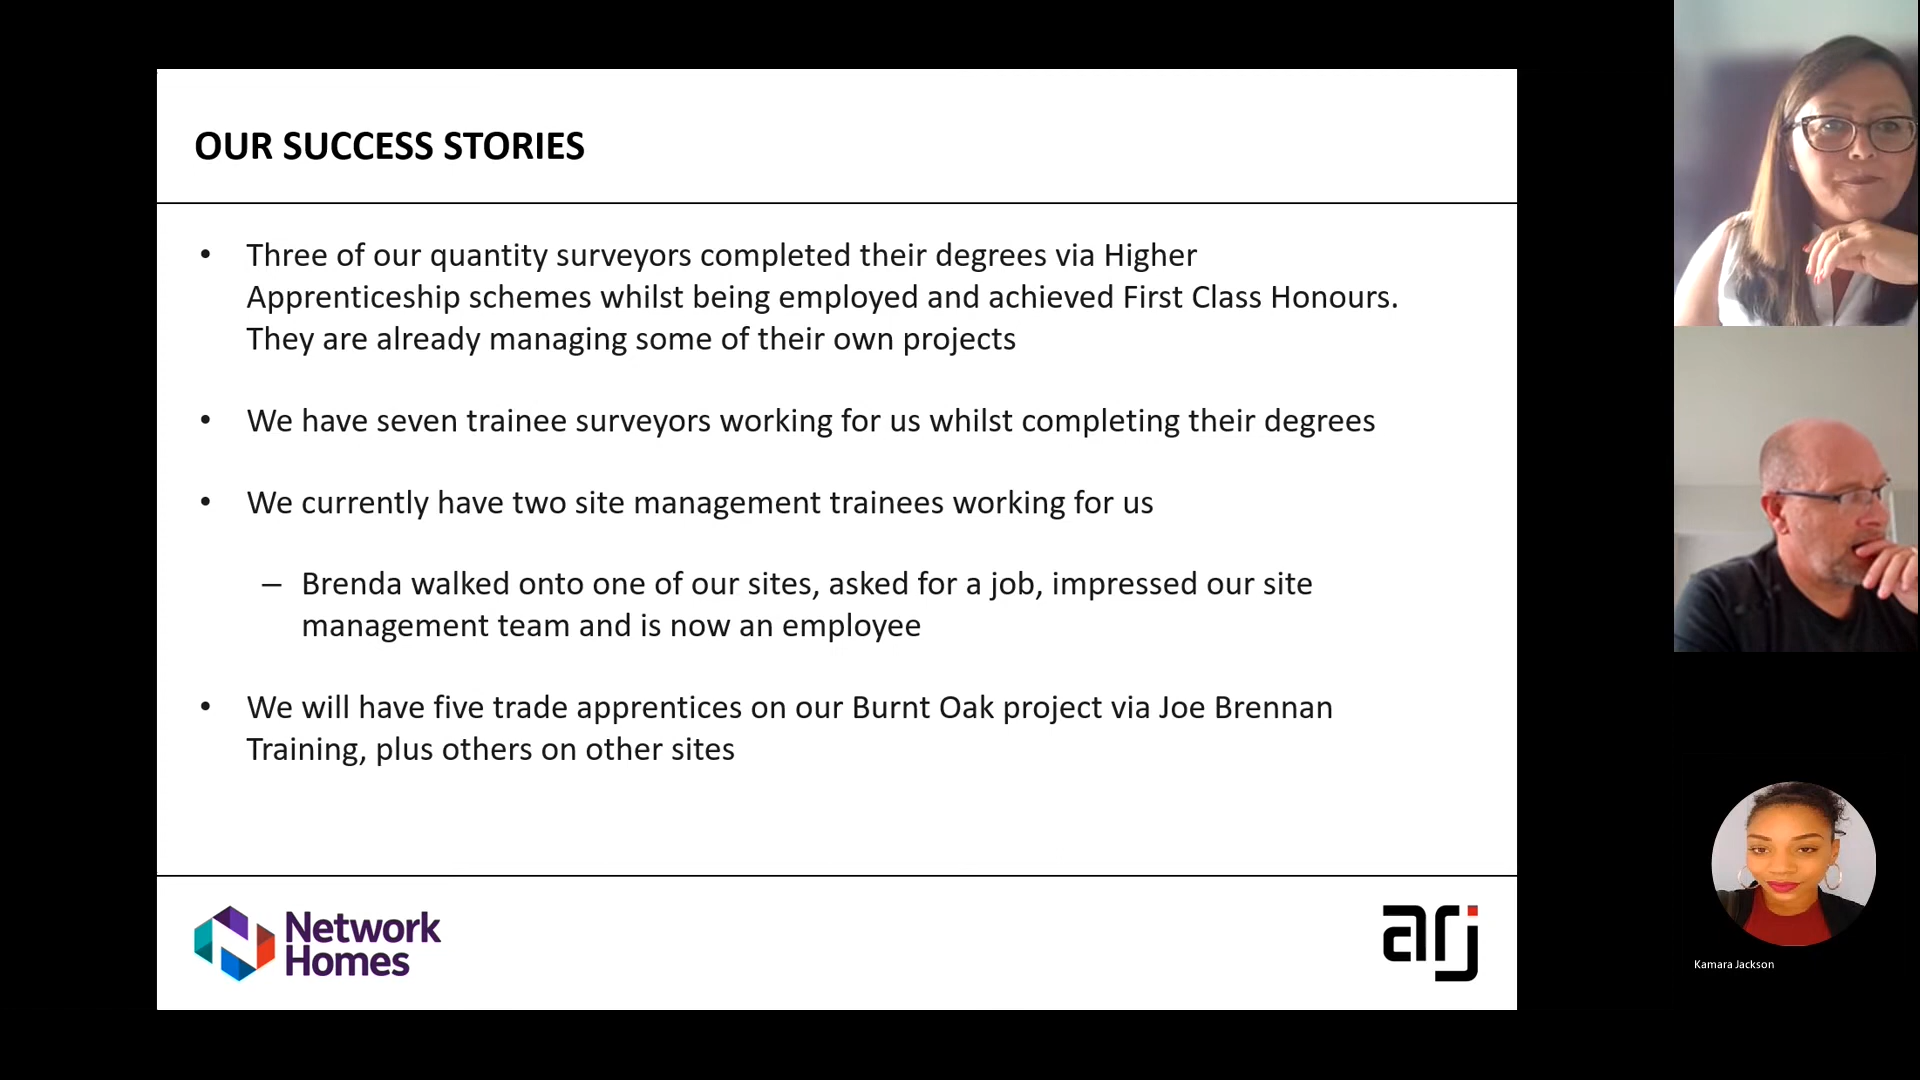 OUR SUCCESS STORIES
• Three of our quantity surveyors completed their degrees via Higher
Apprenticeship schemes whilst being employed and achieved First Class Honours.
They are already managing some of their own projects
• We have seven trainee surveyors working for us whilst completing their degrees
• We currently have two site management trainees working for us
– Brenda walked onto one of our sites, asked for a job, impressed our site
management team and is now an employee
• We will have five trade apprentices on our Burnt Oak project via Joe Brennan
Training, plus others on other sites
Network
Homes
arj
Kamara Jackson